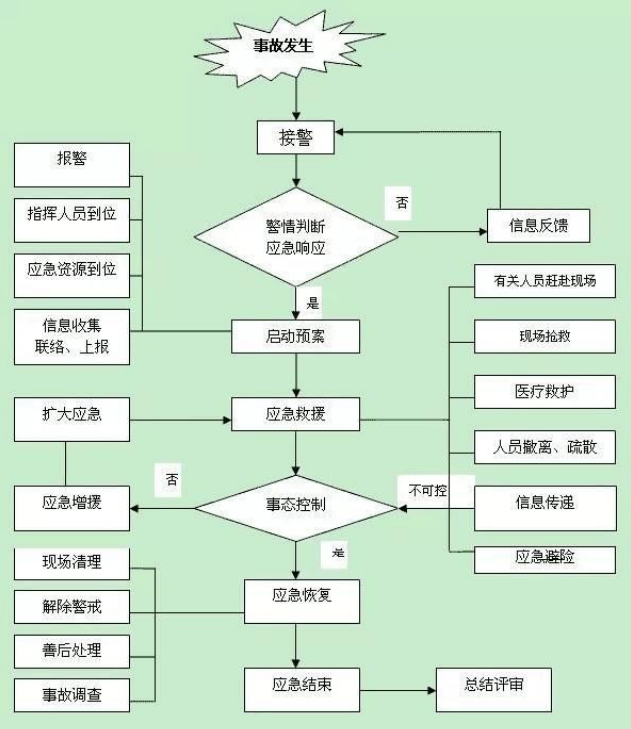 事故发生
接警
报警
否
警情判断
应急响应
信息反馈
指挥人员到位
应急资源到位
有关人员赶赴现场
是
信息收集
联络、上报
启动预案
现场抢救
医疗救护
扩大应急
应急救援
人员撤离、疏散
否
不可控
应急增援
事态控制
信息传递
是
应急避险
现场清理
应急恢复
解除警戒
善后处理
事故调查
应急结束
总结评审